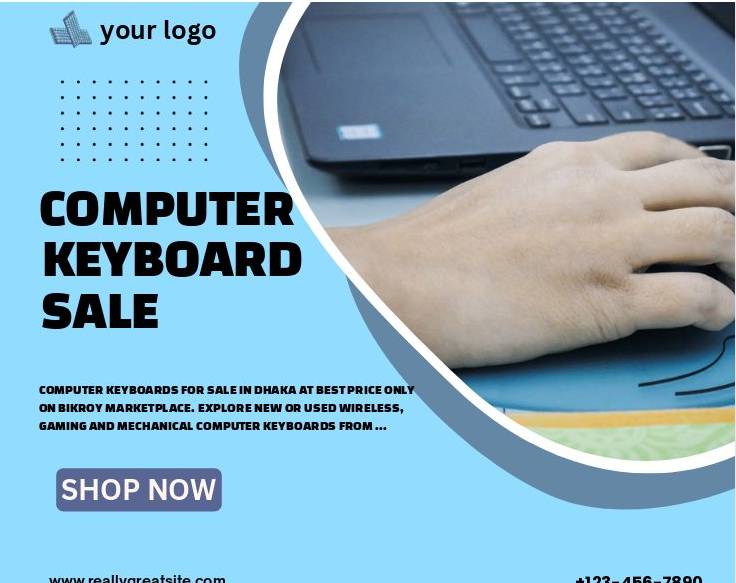 your logo
COMPUTER
KEYBOARD
SALE
COMPUTER KEYBOARDS FOR SALE IN DHAKA AT BEST PRICE ONLY
ON BIKROY MARKETPLACE. EXPLORE NEW OR USED WIRELESS,
GAMING AND MECHANICAL COMPUTER KEYBOARDS FROM ...
SHOP NOW
www.reallygreatsite.com
+123-456-7890